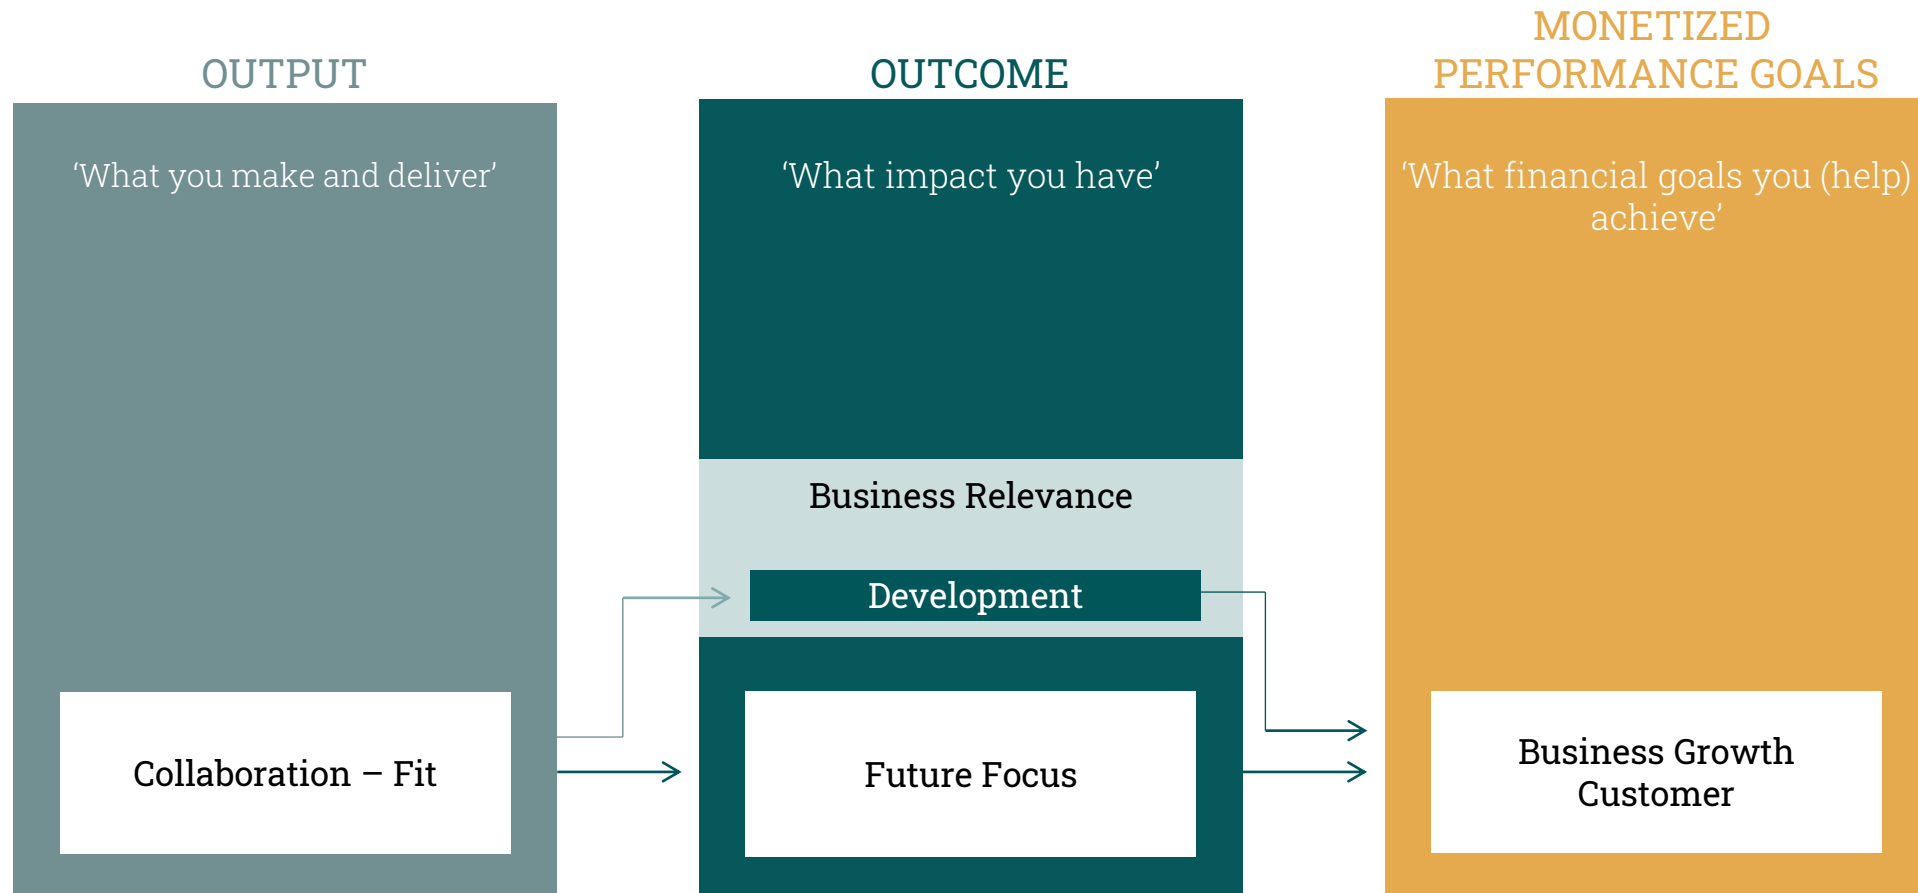 OUTPUT
‘What you make and deliver’
Collaboration – Fit
OUTCOME
‘What impact you have’
Business Relevance
Development
Future Focus
MONETIZED
PERFORMANCE GOALS
‘What financial goals you (help)
achieve’
Business Growth
Customer